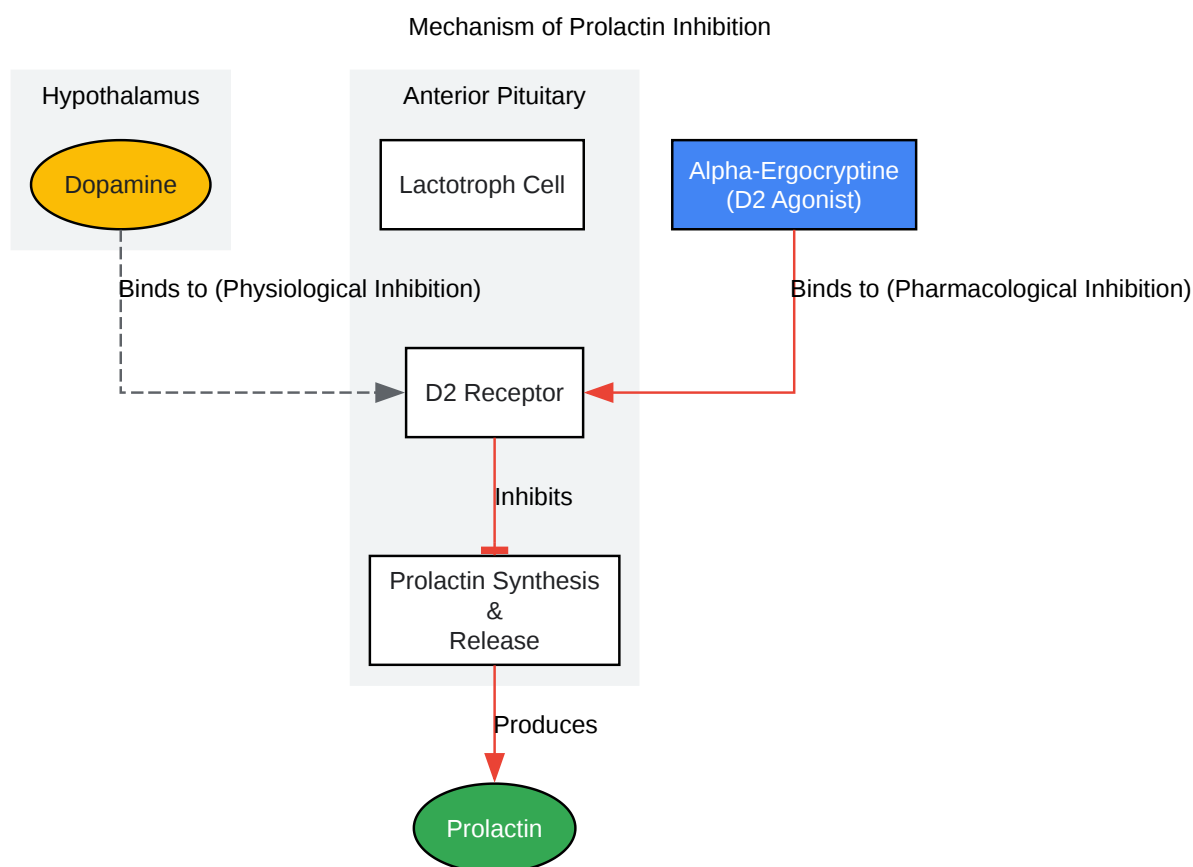 Mechanism of Prolactin Inhibition
Hypothalamus
Anterior Pituitary
Dopamine
Lactotroph Cell
Alpha-Ergocryptine
(D2 Agonist)
Binds to (Physiological Inhibition)
Binds to (Pharmacological Inhibition)
D2 Receptor
Inhibits
Prolactin Synthesis
&
Release
Produces
Prolactin